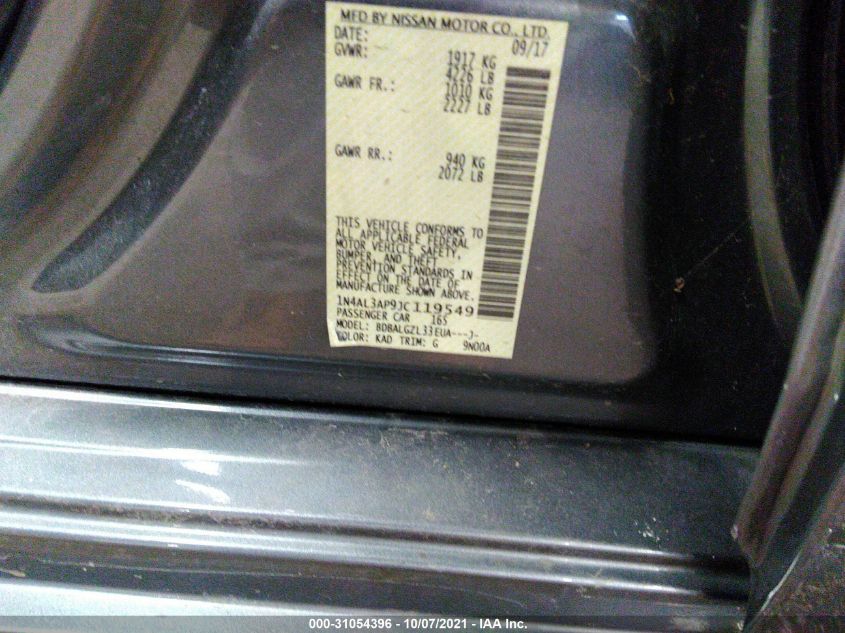 MFD BY NISSAN MOTOR CO., LTD.
DATE: 09/17
GVWR: 1917 KG
4226 LB
GAWR FR.: 1010 KG
2227 LB
GAWR RR.: 940 KG
2072 LB
THIS VEHICLE CONFORMS TO
ALL APPLICABLE FEDERAL
MOTOR VEHICLE SAFETY,
BUMPER, AND THEFT
PREVENTION STANDARDS IN
EFFECT ON THE DATE OF
MANUFACTURE SHOWN ABOVE.
1N4AL3AP9JC119549
PASSENGER CAR 165
MODEL: BDBALGZL33EUA---J-
COLOR: KAD TRIM: G 9N00A
000-31054396 - 10/07/2021 - IAA Inc.